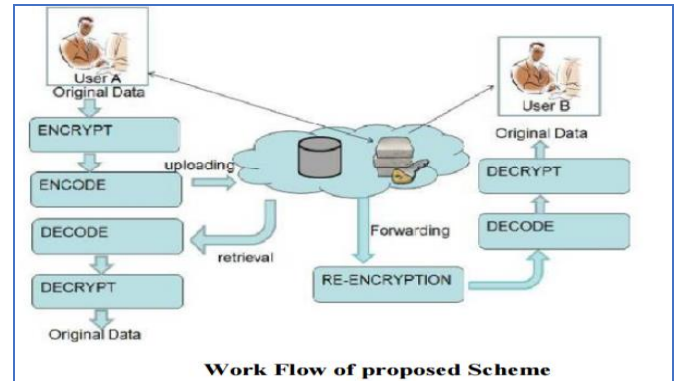 User A
Original Data
ENCRYPT
uploading
ENCODE
DECODE
retrieval
DECRYPT
Original Data
User B
Original Data
DECRYPT
DECODE
Forwarding
RE-ENCRYPTION
Work Flow of proposed Scheme